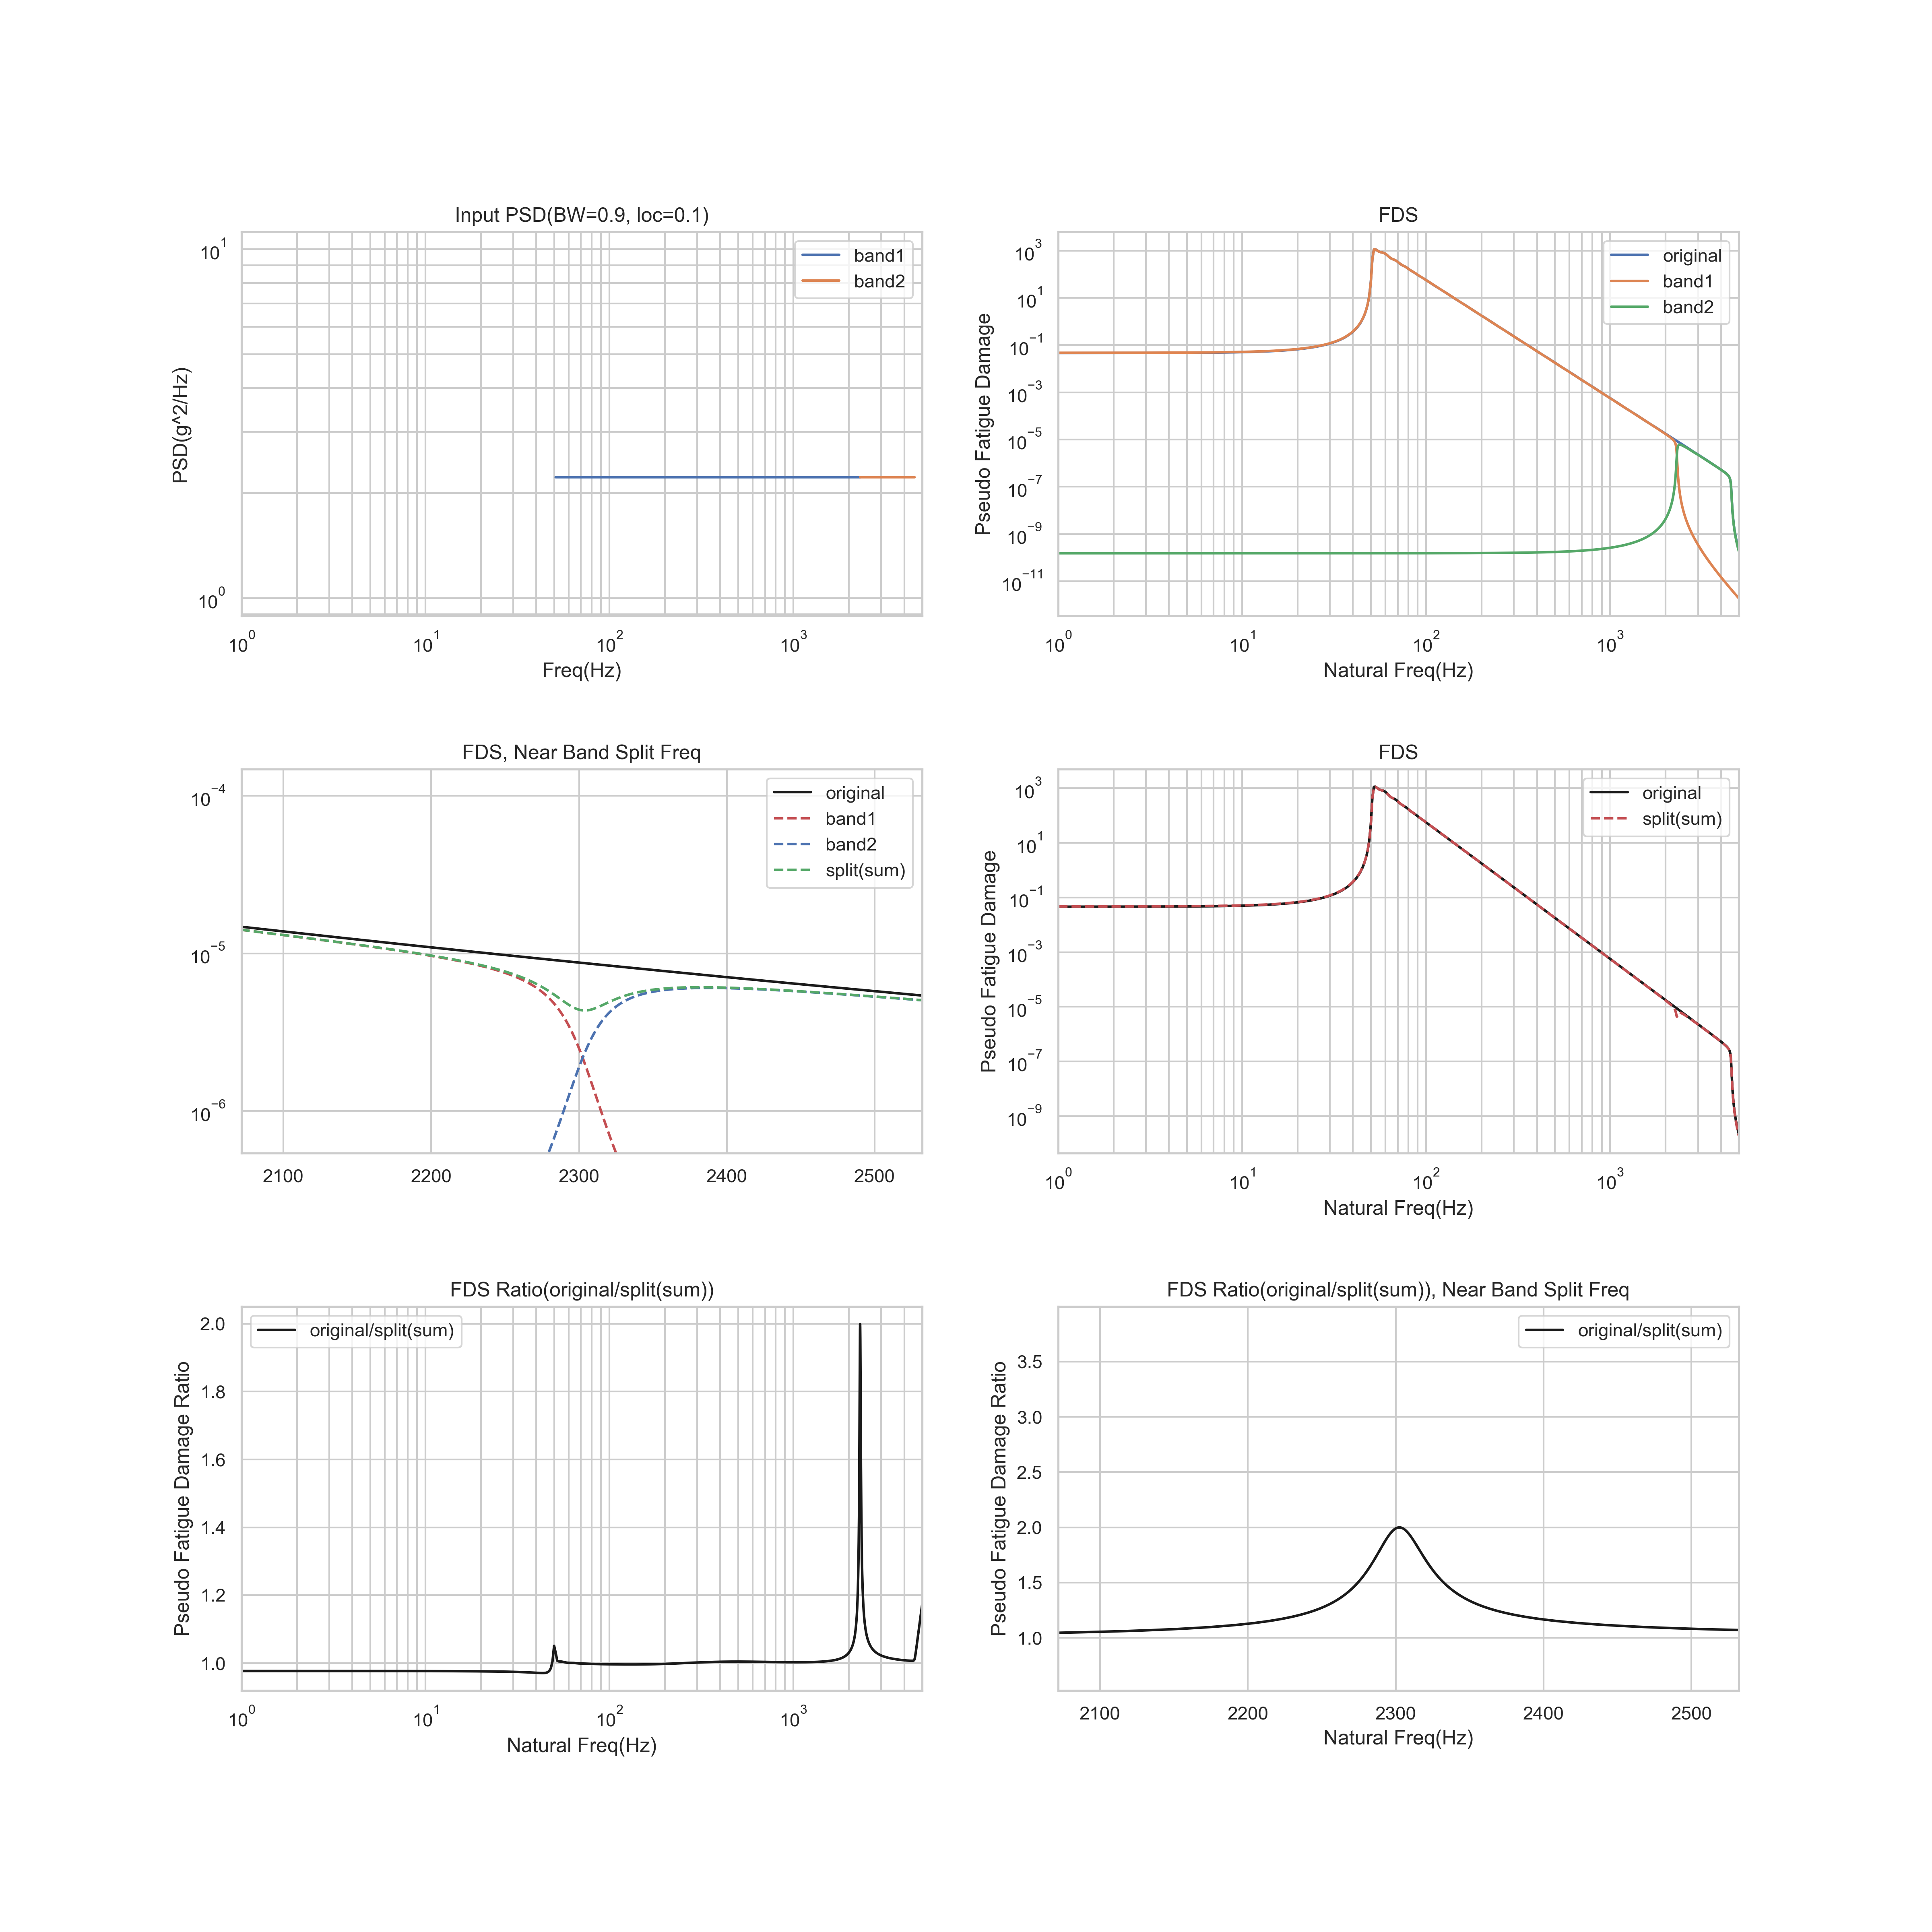 Input PSD(BW=0.9, loc=0.1)
10^1
10^0
PSD(g^2/Hz)
band1
band2
10^0 10^1 10^2 10^3
Freq(Hz)
FDS
10^3
10^1
10^−1
10^−3
10^−5
10^−7
10^−9
10^−11
Pseudo Fatigue Damage
original
band1
band2
10^0 10^1 10^2 10^3
Natural Freq(Hz)
FDS, Near Band Split Freq
10^−4
10^−5
10^−6
original
band1
band2
split(sum)
2100 2200 2300 2400 2500
FDS
10^3
10^1
10^−1
10^−3
10^−5
10^−7
10^−9
Pseudo Fatigue Damage
original
split(sum)
10^0 10^1 10^2 10^3
Natural Freq(Hz)
FDS Ratio(original/split(sum))
2.0
1.8
1.6
1.4
1.2
1.0
Pseudo Fatigue Damage Ratio
original/split(sum)
10^0 10^1 10^2 10^3
Natural Freq(Hz)
FDS Ratio(original/split(sum)), Near Band Split Freq
3.5
3.0
2.5
2.0
1.5
1.0
Pseudo Fatigue Damage Ratio
original/split(sum)
2100 2200 2300 2400 2500
Natural Freq(Hz)